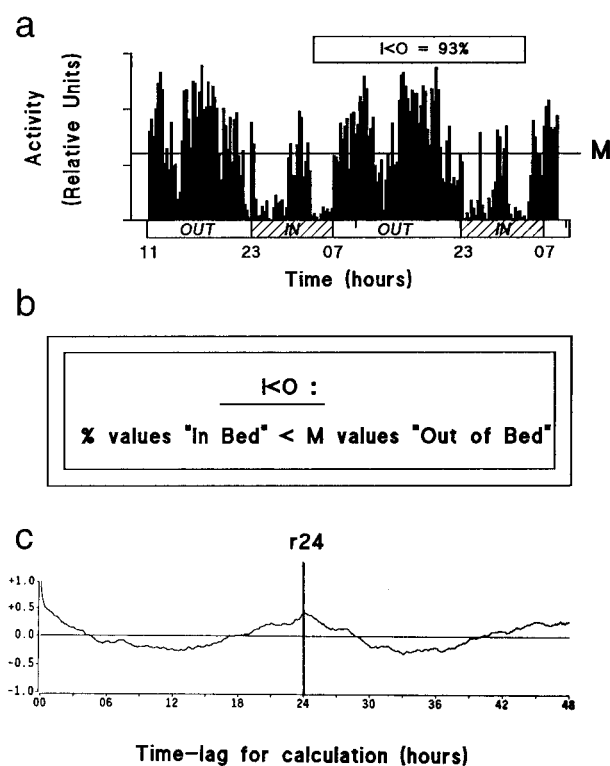 a
I<O = 93%
Activity
(Relative Units)
M
OUT IN OUT IN
11 23 07 23 07
Time (hours)
b
I<O :
% values "In Bed" < M values "Out of Bed"
c
r24
+1.0
+0.5
0.0
-0.5
-1.0
00 06 12 18 24 30 36 42 48
Time-lag for calculation (hours)